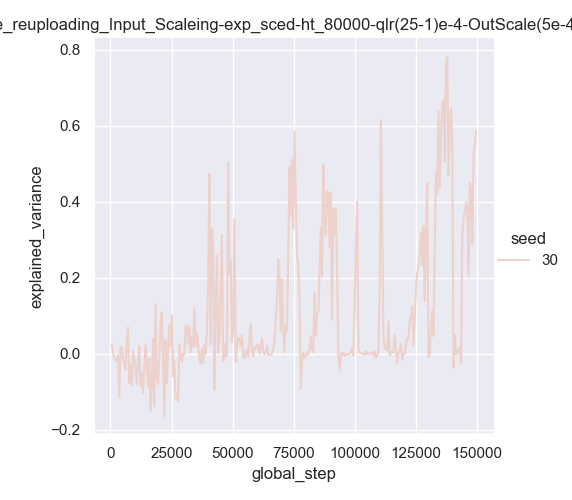 e_reuploading_Input_Scaleing-exp_sced-ht_80000-qlr(25-1)e-4-OutScale(5e-4
0.8
0.6
0.4
0.2
0.0
−0.2
explained_variance
0 25000 50000 75000 100000 125000 150000
global_step
seed
30